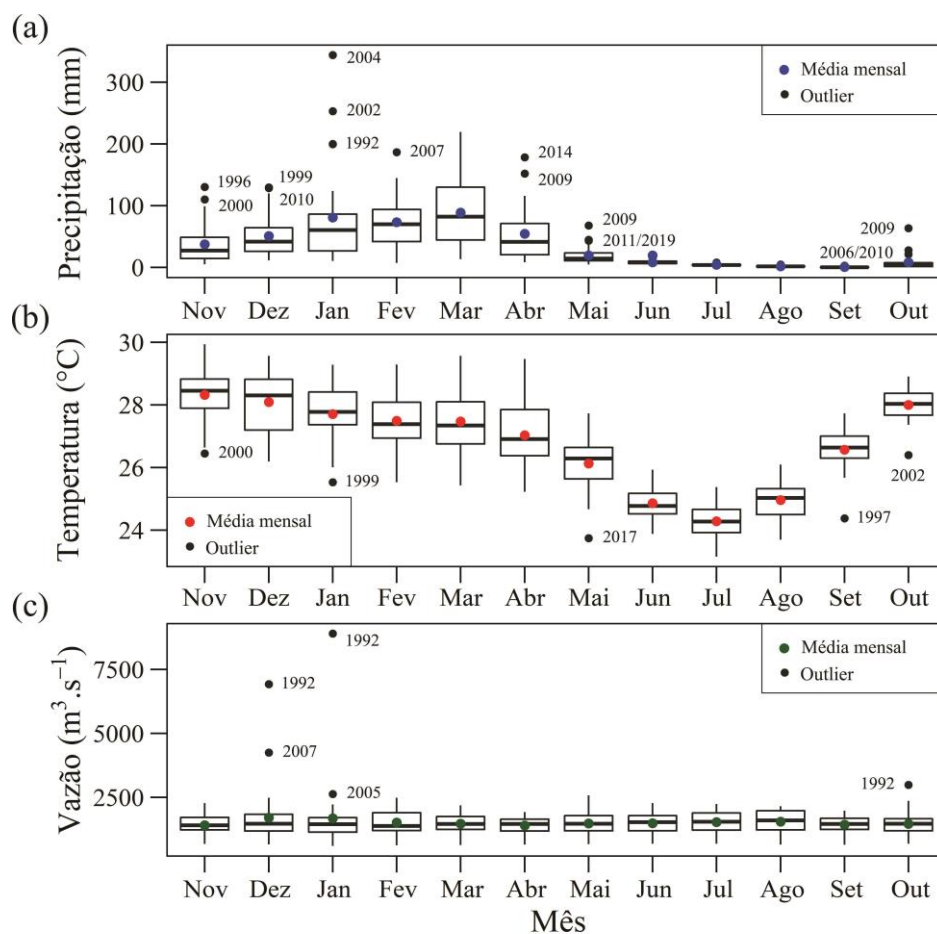 (a)
Precipitação (mm)
300
200
100
0
2004
2002
1992
2007
2014
1996
1999
2000
2010
2009
2009
2011/2019
2009
2006/2010
Média mensal
Outlier
Nov Dez Jan Fev Mar Abr Mai Jun Jul Ago Set Out
(b)
Temperatura (°C)
30
28
26
24
2000
1999
2017
1997
2002
Média mensal
Outlier
Nov Dez Jan Fev Mar Abr Mai Jun Jul Ago Set Out
(c)
Vazão (m³.s⁻¹)
7500
5000
2500
1992
1992
2007
2005
1992
Média mensal
Outlier
Nov Dez Jan Fev Mar Abr Mai Jun Jul Ago Set Out
Mês